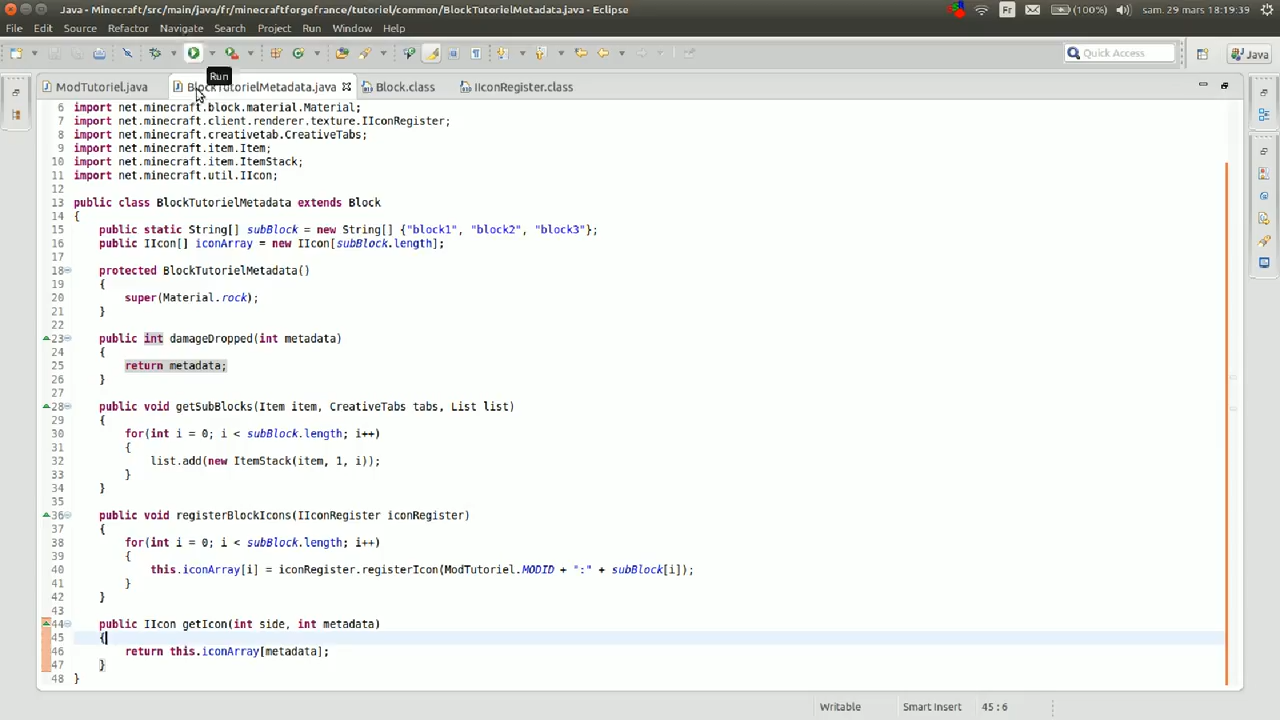 Java - Minecraft/src/main/java/fr/minecraftforgefrance/tutoriel/common/BlockTutorielMetadata.java - Eclipse
Fr (100%) sam. 29 mars 18:19:39
File Edit Source Refactor Navigate Search Project Run Window Help
Quick Access Java
Run
ModTutoriel.java BlockTutorielMetadata.java Block.class IIconRegister.class
6 import net.minecraft.block.material.Material;
7 import net.minecraft.client.renderer.texture.IIconRegister;
8 import net.minecraft.creativetab.CreativeTabs;
9 import net.minecraft.item.Item;
10 import net.minecraft.item.ItemStack;
11 import net.minecraft.util.IIcon;
12
13 public class BlockTutorielMetadata extends Block
14 {
15 public static String[] subBlock = new String[] {"block1", "block2", "block3"};
16 public IIcon[] iconArray = new IIcon[subBlock.length];
17
18 protected BlockTutorielMetadata()
19 {
20 super(Material.rock);
21 }
22
23 public int damageDropped(int metadata)
24 {
25 return metadata;
26 }
27
28 public void getSubBlocks(Item item, CreativeTabs tabs, List list)
29 {
30 for(int i = 0; i < subBlock.length; i++)
31 {
32 list.add(new ItemStack(item, 1, i));
33 }
34 }
35
36 public void registerBlockIcons(IIconRegister iconRegister)
37 {
38 for(int i = 0; i < subBlock.length; i++)
39 {
40 this.iconArray[i] = iconRegister.registerIcon(ModTutoriel.MODID + ":" + subBlock[i]);
41 }
42 }
43
44 public IIcon getIcon(int side, int metadata)
45 {
46 return this.iconArray[metadata];
47 }
48 }
Writable Smart Insert 45 : 6